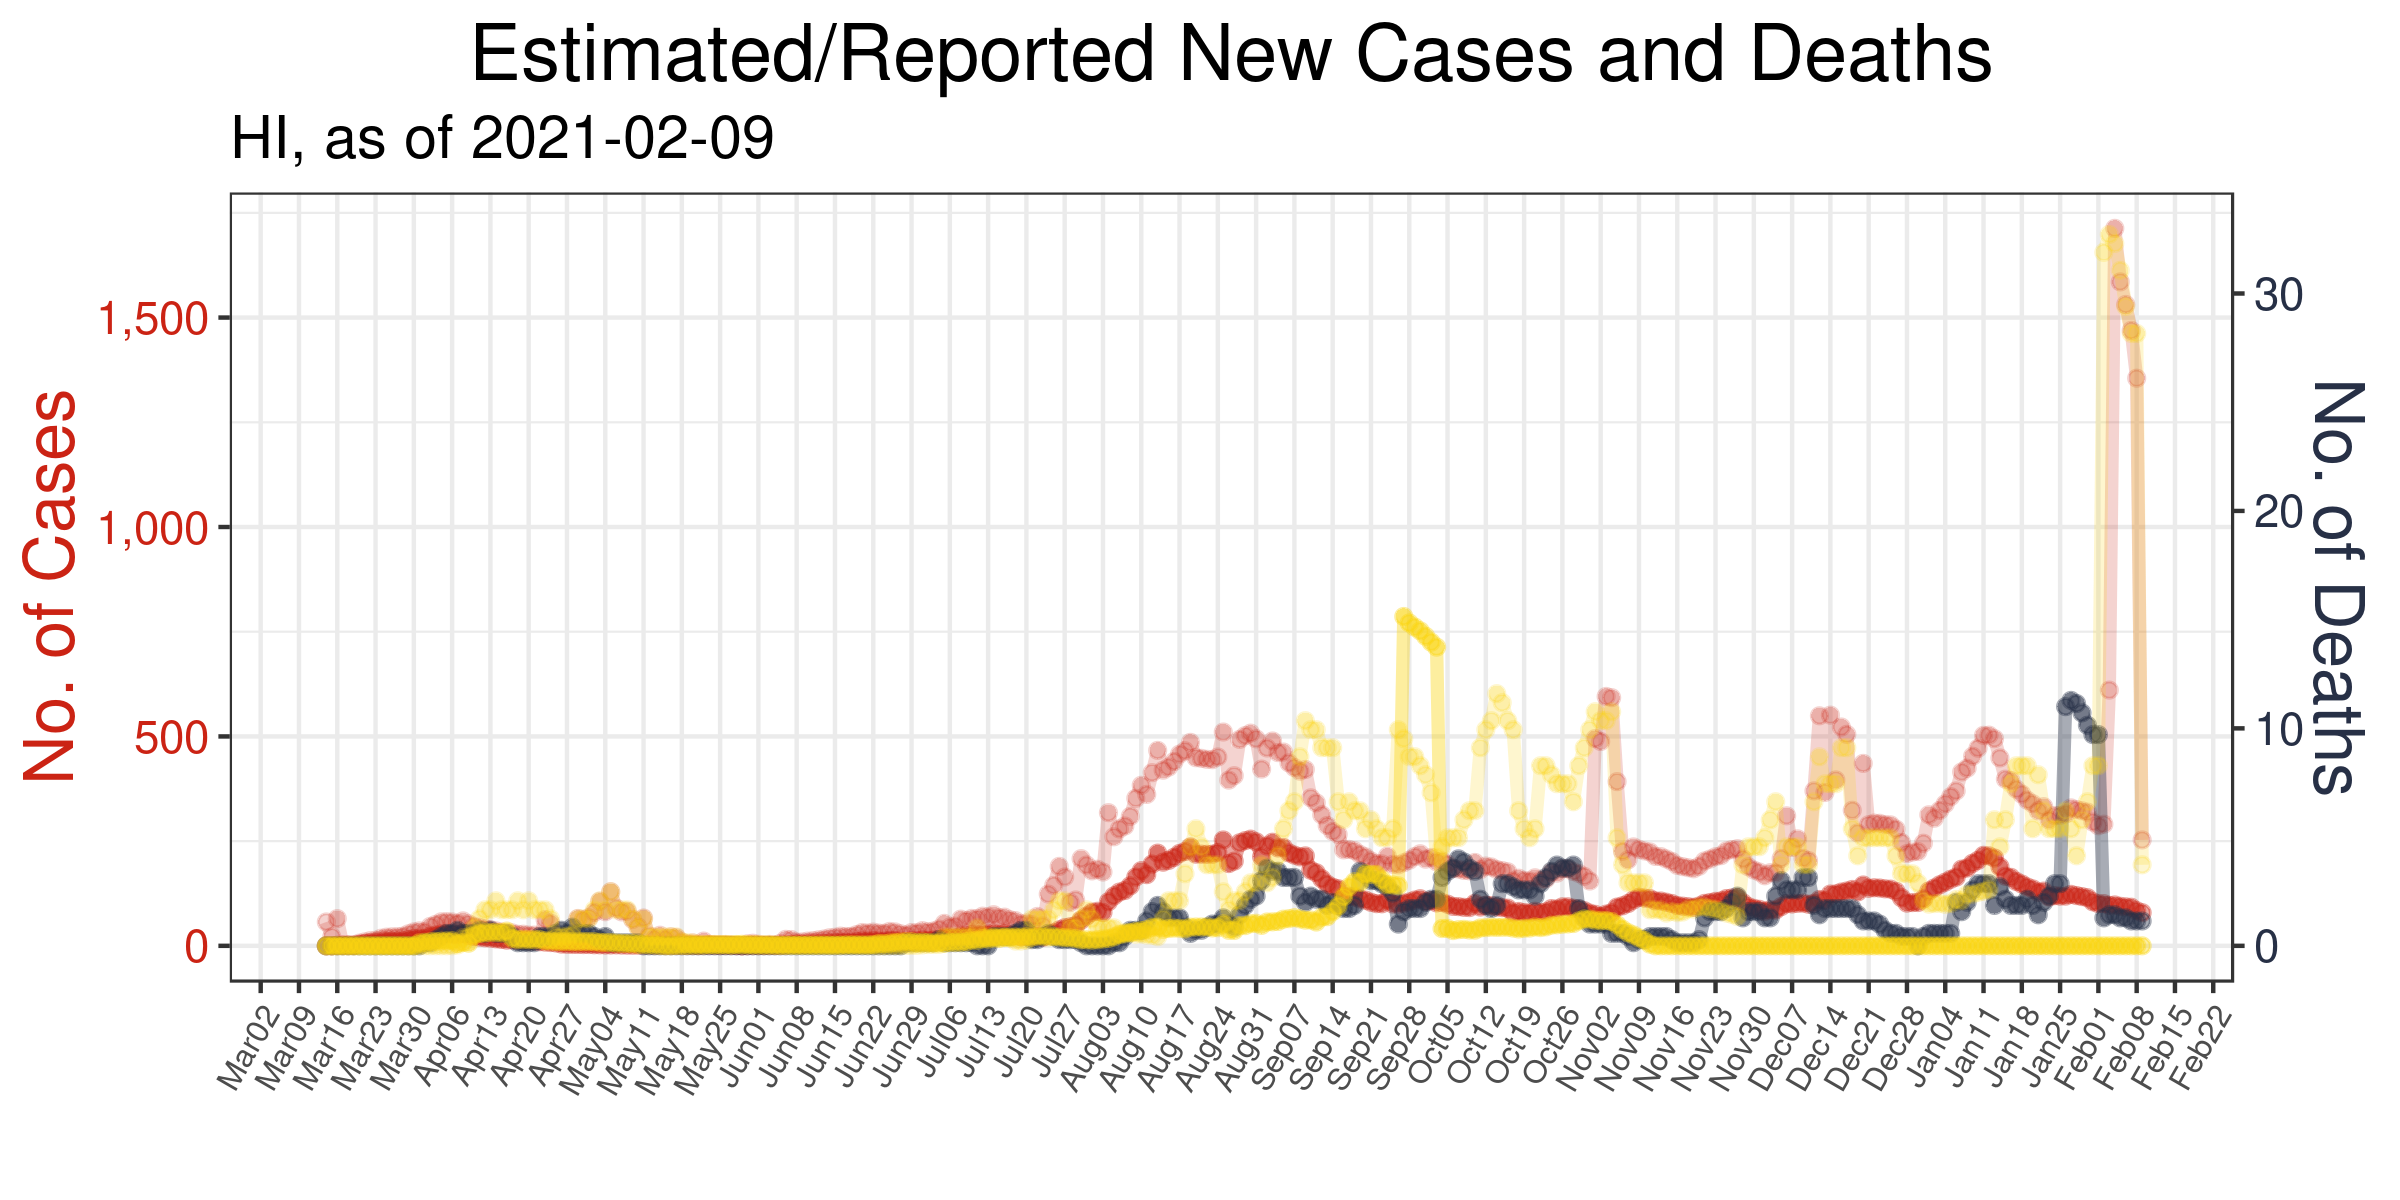 Estimated/Reported New Cases and Deaths
HI, as of 2021-02-09
No. of Cases
1,500
1,000
500
0
30
20
10
0
No. of Deaths
Mar02
Mar09
Mar16
Mar23
Mar30
Apr06
Apr13
Apr20
Apr27
May04
May11
May18
May25
Jun01
Jun08
Jun15
Jun22
Jun29
Jul06
Jul13
Jul20
Jul27
Aug03
Aug10
Aug17
Aug24
Aug31
Sep07
Sep14
Sep21
Sep28
Oct05
Oct12
Oct19
Oct26
Nov02
Nov09
Nov16
Nov23
Nov30
Dec07
Dec14
Dec21
Dec28
Dec04
Jan11
Jan18
Jan25
Feb01
Feb08
Feb15
Feb22